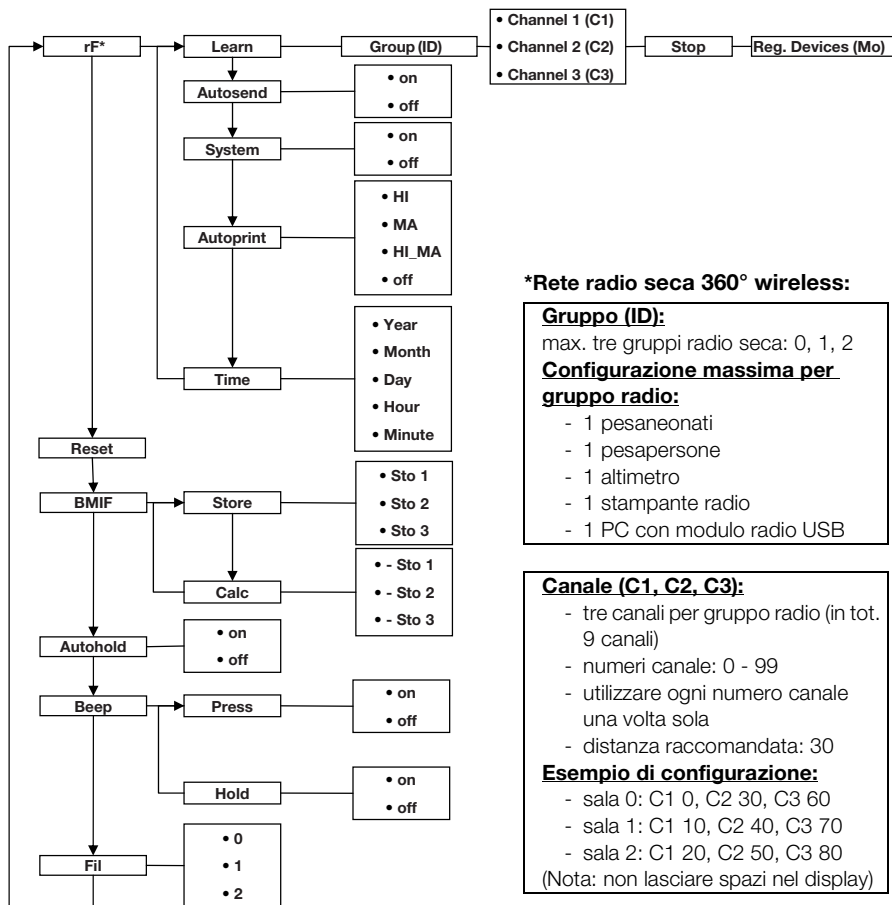 rF*
Learn
Group (ID)
• Channel 1 (C1)
• Channel 2 (C2)
• Channel 3 (C3)
Stop
Reg. Devices (Mo)
Autosend
• on
• off
System
• on
• off
Autoprint
• HI
• MA
• HI_MA
• off
Time
• Year
• Month
• Day
• Hour
• Minute
Reset
BMIF
Store
• Sto 1
• Sto 2
• Sto 3
Calc
• - Sto 1
• - Sto 2
• - Sto 3
Autohold
• on
• off
Beep
Press
• on
• off
Hold
• on
• off
Fil
• 0
• 1
• 2
*Rete radio seca 360° wireless:
Gruppo (ID):
max. tre gruppi radio seca: 0, 1, 2
Configurazione massima per
gruppo radio:
- 1 pesaneonati
- 1 pesapersone
- 1 altimetro
- 1 stampante radio
- 1 PC con modulo radio USB
Canale (C1, C2, C3):
- tre canali per gruppo radio (in tot.
9 canali)
- numeri canale: 0 - 99
- utilizzare ogni numero canale
una volta sola
- distanza raccomandata: 30
Esempio di configurazione:
- sala 0: C1 0, C2 30, C3 60
- sala 1: C1 10, C2 40, C3 70
- sala 2: C1 20, C2 50, C3 80
(Nota: non lasciare spazi nel display)